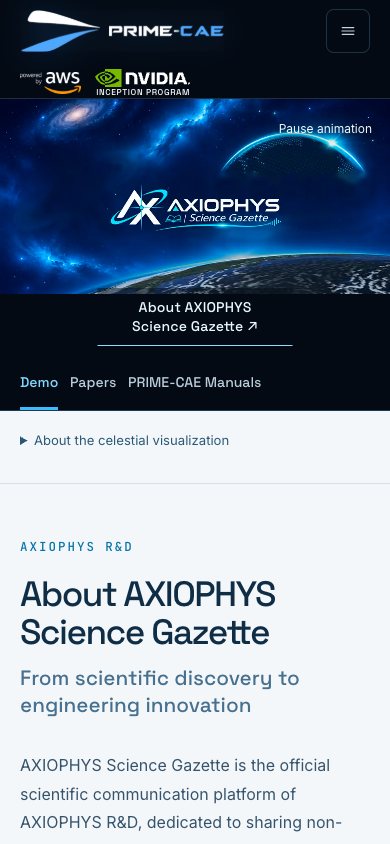 PRIME-CAE
powered by aws
NVIDIA.
INCEPTION PROGRAM
Pause animation
AX AXIOPHYS
Science Gazette
About AXIOPHYS
Science Gazette ↗
Demo Papers PRIME-CAE Manuals
▶ About the celestial visualization
AXIOPHYS R&D
About AXIOPHYS
Science Gazette
From scientific discovery to
engineering innovation
AXIOPHYS Science Gazette is the official
scientific communication platform of
AXIOPHYS R&D, dedicated to sharing non-